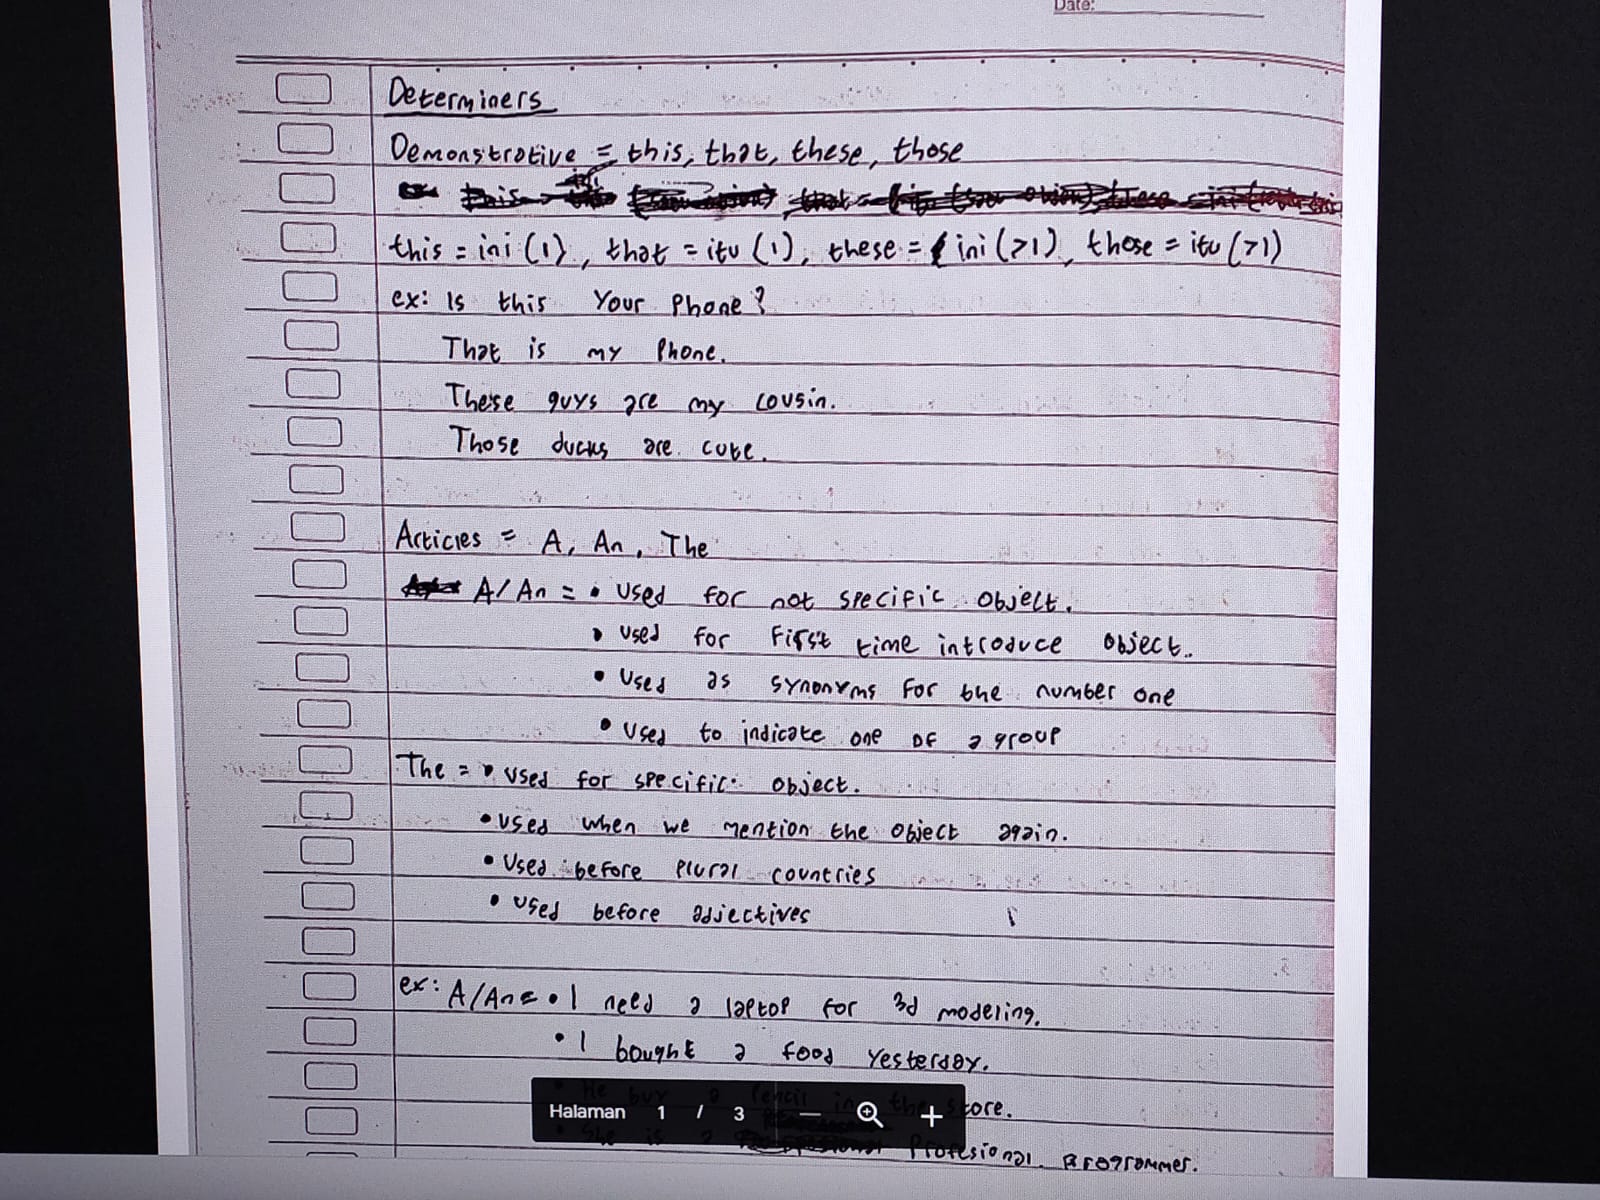 Date:
Determiners
Demonstrative = this, that, these, those
this = ini (1), that = itu (1), these = ini (>1), those = itu (>1)
ex: Is this Your Phone?
That is my Phone.
These guys are my cousin.
Those ducks are cute.
Articles = A, An, The
A/An = • Used for not specific object.
• Used for First time introduce object.
• Used as synonyms for the number one
• Used to indicate one of a group
The = • Used for specific object.
• Used when we mention the object again.
• Used before plural countries
• Used before adjectives
ex: A/An = • I need a laptop for 3d modeling.
• I bought a food yesterday.
• He buy a Pencil in the store.
Halaman 1 / 3 — +
• She is a Profesional Programmer.